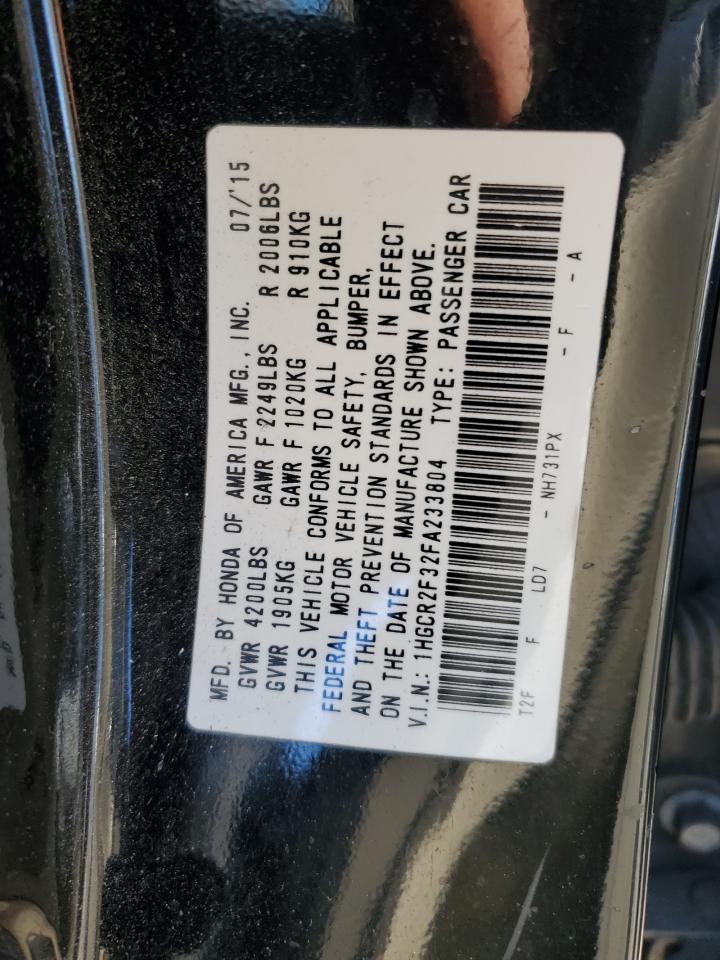 MFD. BY HONDA OF AMERICA MFG., INC. 07/'15
GVWR 4200LBS GAWR F 2249LBS R 2006LBS
GVWR 1905KG GAWR F 1020KG R 910KG
THIS VEHICLE CONFORMS TO ALL APPLICABLE
FEDERAL MOTOR VEHICLE SAFETY, BUMPER,
AND THEFT PREVENTION STANDARDS IN EFFECT
ON THE DATE OF MANUFACTURE SHOWN ABOVE.
V.I.N.: 1HGCR2F32FA233804 TYPE: PASSENGER CAR
T2F F LD7 - NH731PX - F - A